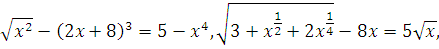 √(x²) − (2x + 8)³ = 5 − x⁴, √(3 + x^(1/2) + 2x^(1/4)) − 8x = 5√x,